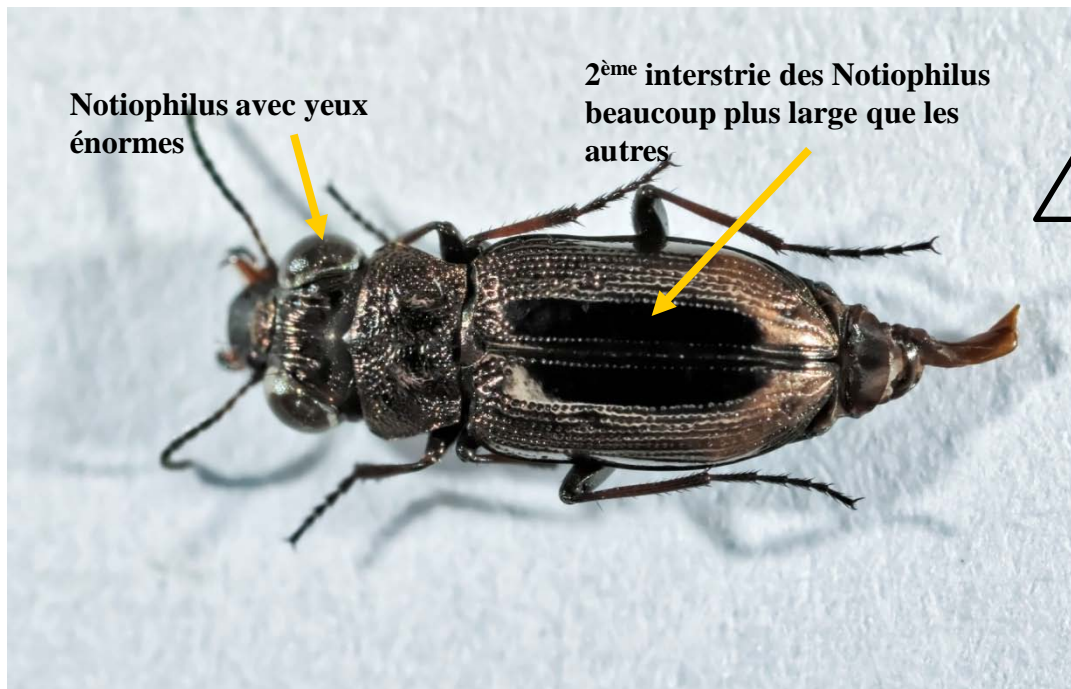 Notiophilus avec yeux
énormes
2ème interstrie des Notiophilus
beaucoup plus large que les
autres